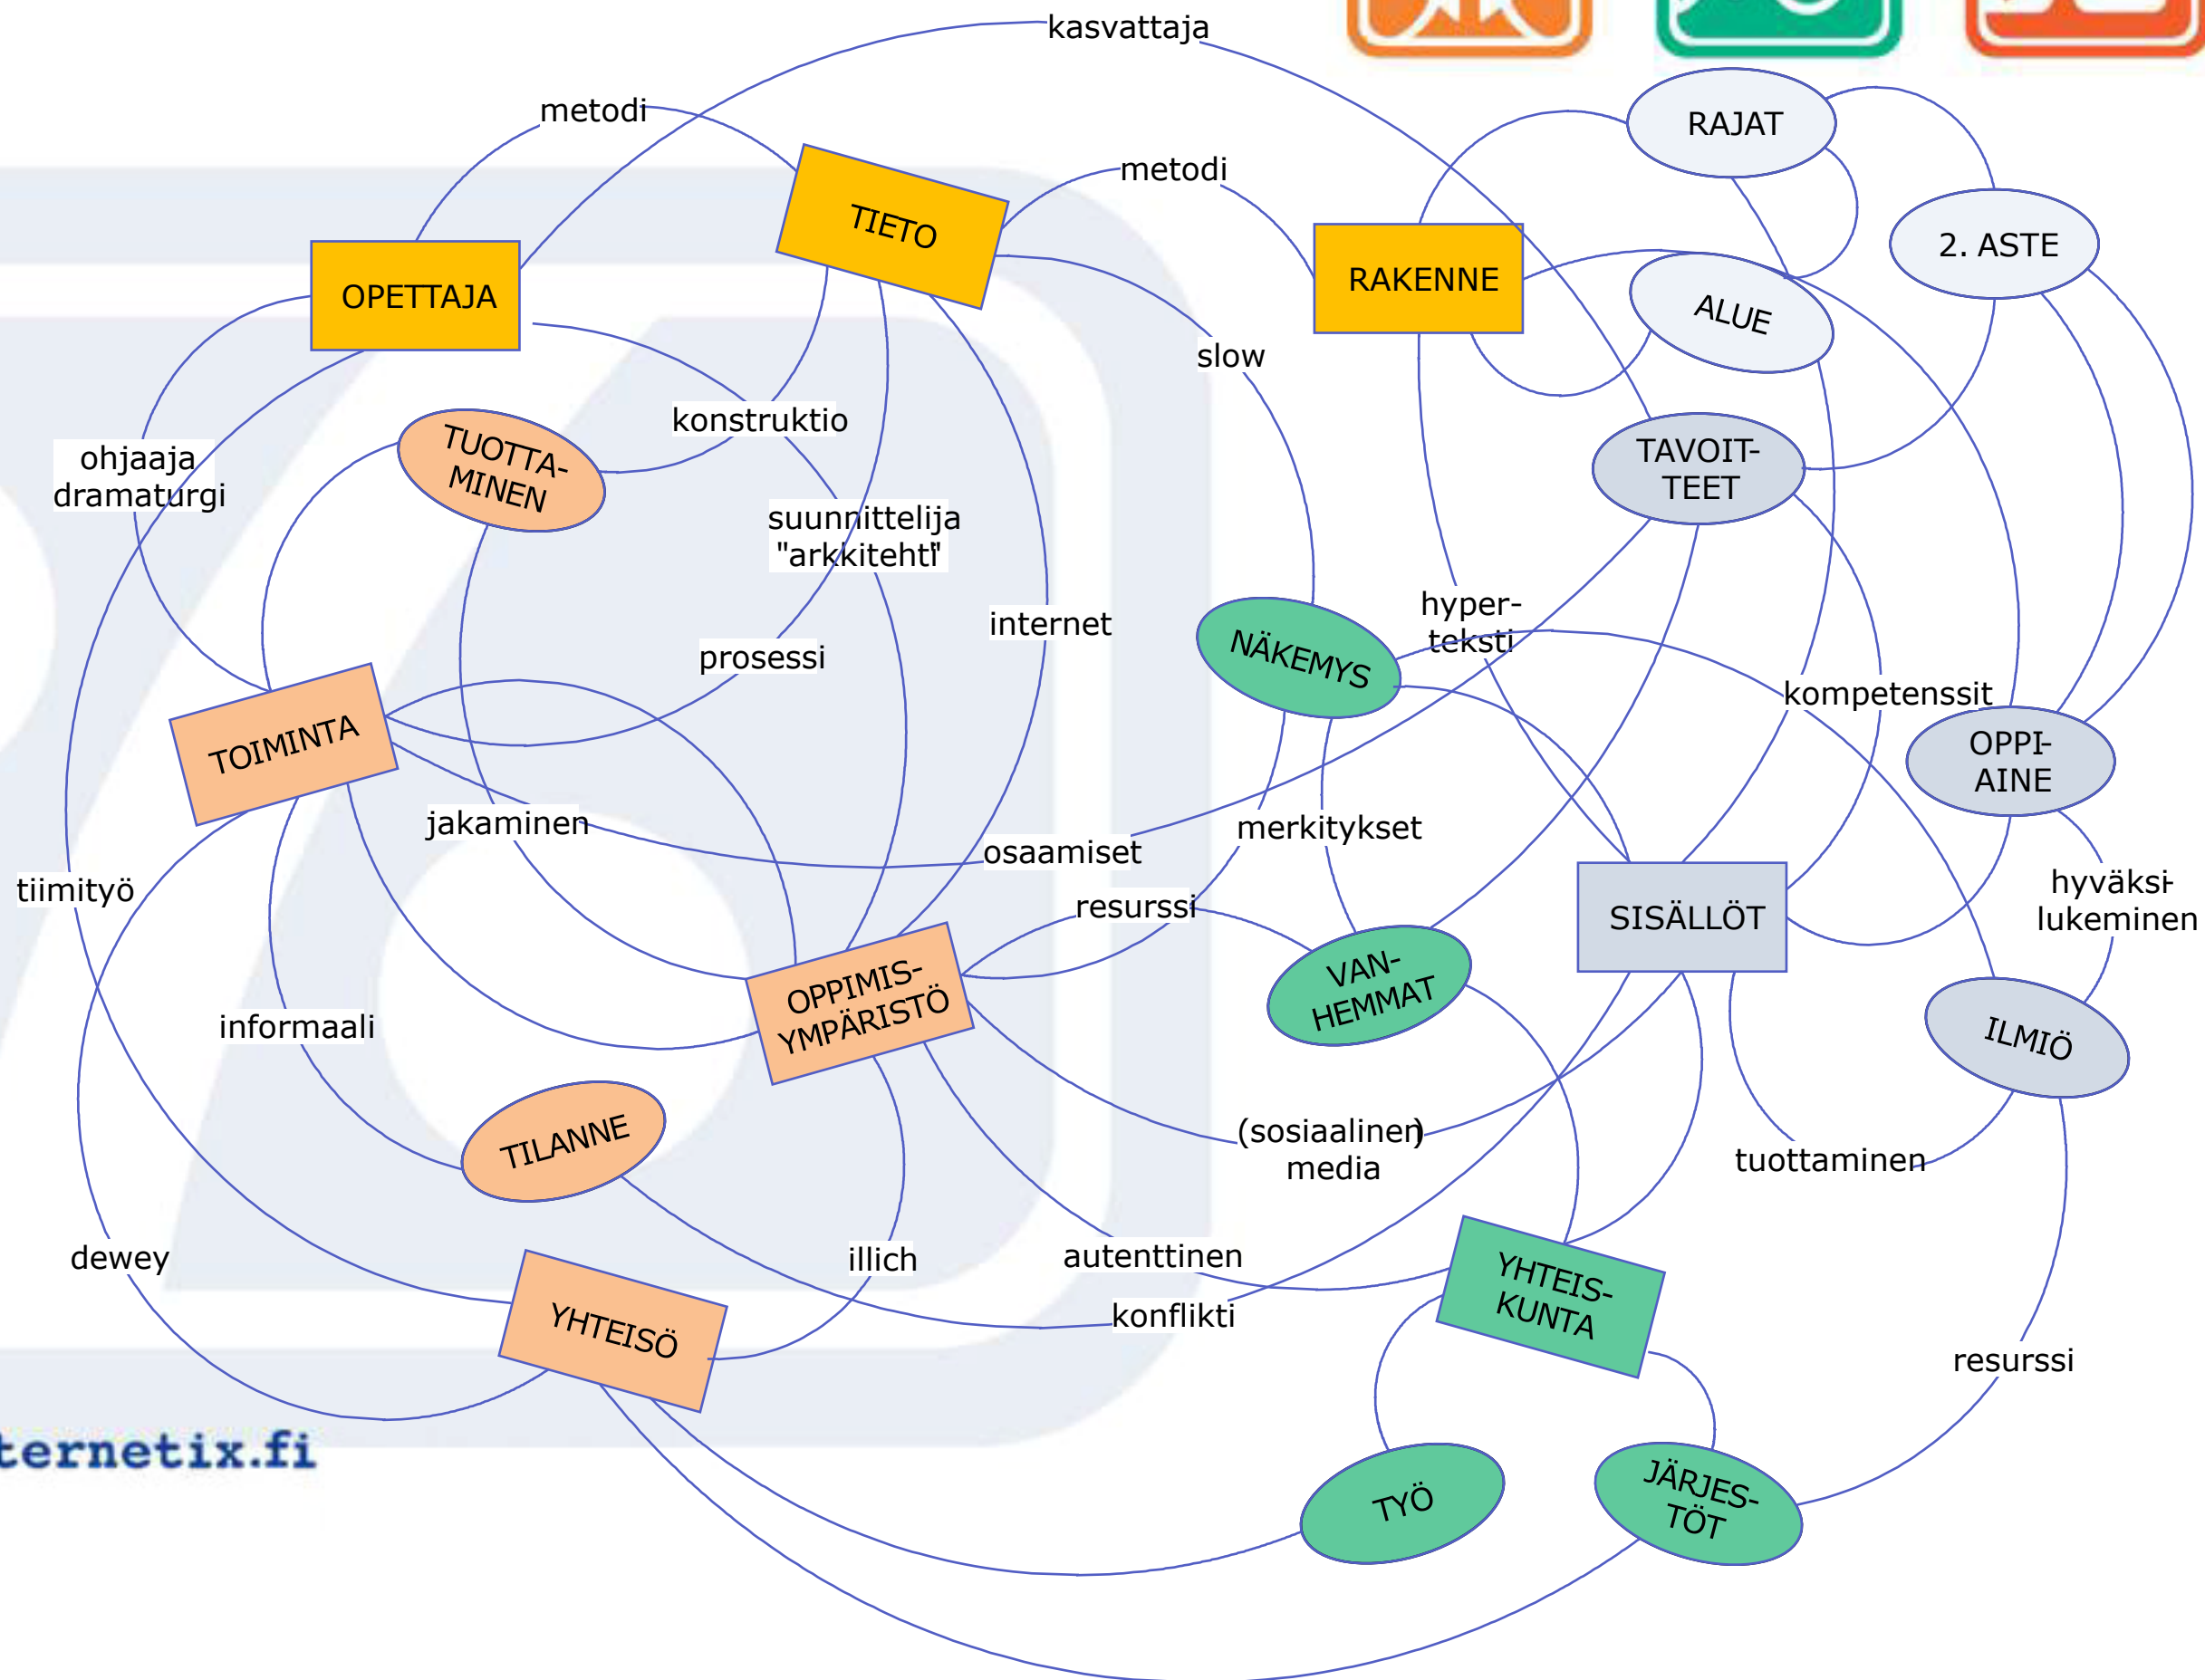 kasvattaja
metodi
RAJAT
metodi
TIETO
2. ASTE
RAKENNE
OPETTAJA
ALUE
slow
konstruktio
TUOTTA-
MINEN
ohjaaja
dramaturgi
TAVOIT-
TEET
suunnittelija
"arkkitehti"
internet
hyper-
teksti
NÄKEMYS
prosessi
kompetenssit
TOIMINTA
OPPI-
AINE
jakaminen
osaamiset
merkitykset
tiimityö
resurssi
SISÄLLÖT
hyväksi-
lukeminen
VAN-
HEMMAT
OPPIMIS-
YMPÄRISTÖ
informaali
ILMIÖ
TILANNE
(sosiaalinen)
media
tuottaminen
dewey
illich
autenttinen
YHTEIS-
KUNTA
konflikti
YHTEISÖ
resurssi
ternetix.fi
TYÖ
JÄRJES-
TÖT